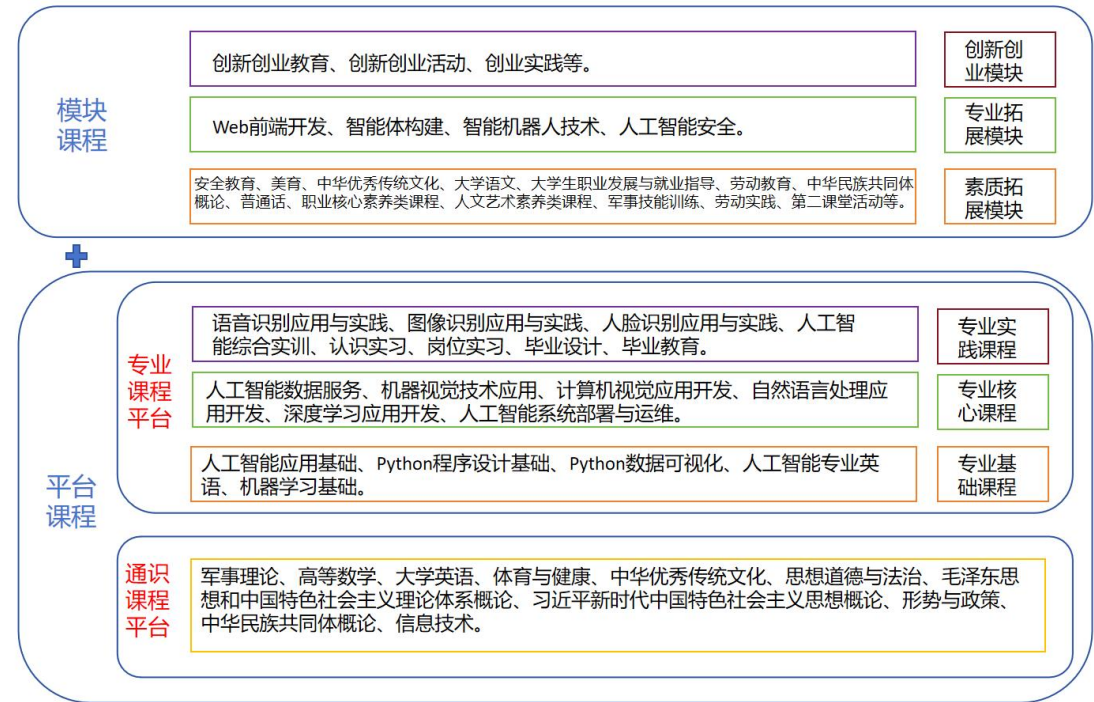 创新创业教育、创新创业活动、创业实践等。
创新创
业模块
模块
课程
Web前端开发、智能体构建、智能机器人技术、人工智能安全。
专业拓
展模块
安全教育、美育、中华优秀传统文化、大学语文、大学生职业发展与就业指导、劳动教育、中华民族共同体
概论、普通话、职业核心素养类课程、人文艺术素养类课程、军事技能训练、劳动实践、第二课堂活动等。
素质拓
展模块
语音识别应用与实践、图像识别应用与实践、人脸识别应用与实践、人工智
能综合实训、认识实习、岗位实习、毕业设计、毕业教育。
专业实
践课程
专业
课程
平台
人工智能数据服务、机器视觉技术应用、计算机视觉应用开发、自然语言处理应
用开发、深度学习应用开发、人工智能系统部署与运维。
专业核
心课程
人工智能应用基础、Python程序设计基础、Python数据可视化、人工智能专业英
语、机器学习基础。
专业基
础课程
平台
课程
通识
课程
平台
军事理论、高等数学、大学英语、体育与健康、中华优秀传统文化、思想道德与法治、毛泽东思
想和中国特色社会主义理论体系概论、习近平新时代中国特色社会主义思想概论、形势与政策、
中华民族共同体概论、信息技术。